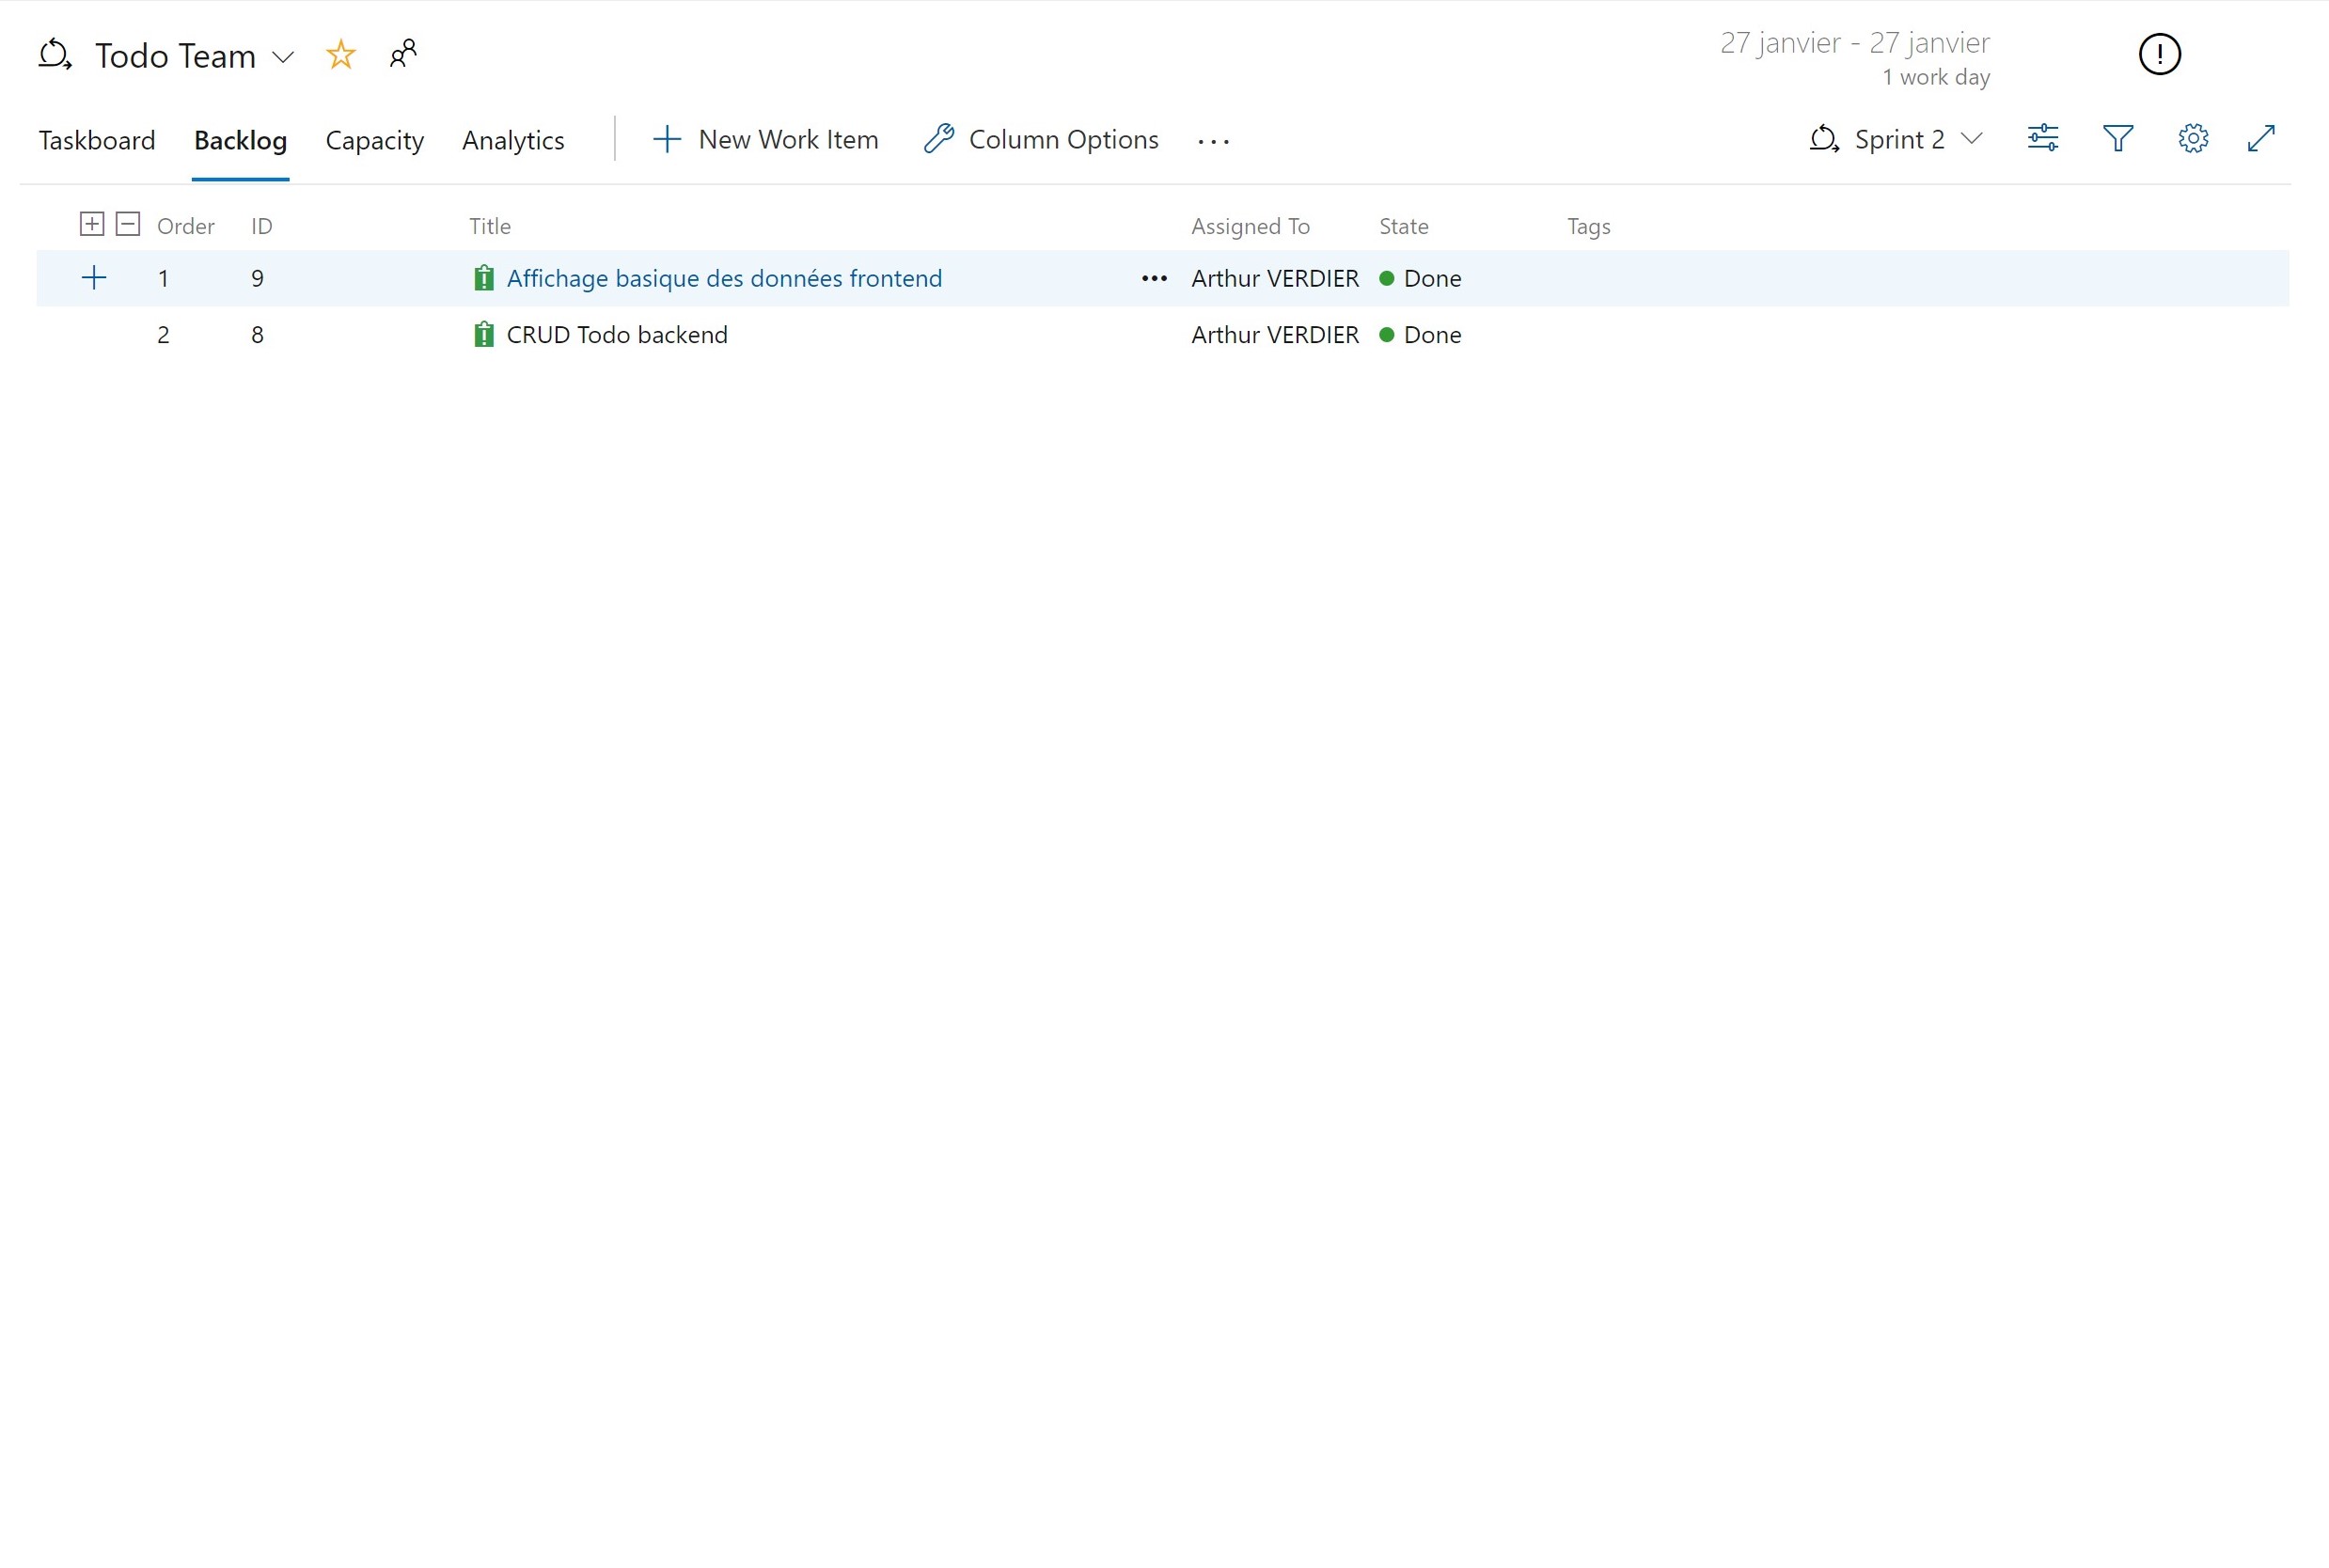 Todo Team
27 janvier - 27 janvier
1 work day
Taskboard Backlog Capacity Analytics New Work Item Column Options ... Sprint 2
Order ID Title Assigned To State Tags
1 9 Affichage basique des données frontend ... Arthur VERDIER Done
2 8 CRUD Todo backend Arthur VERDIER Done